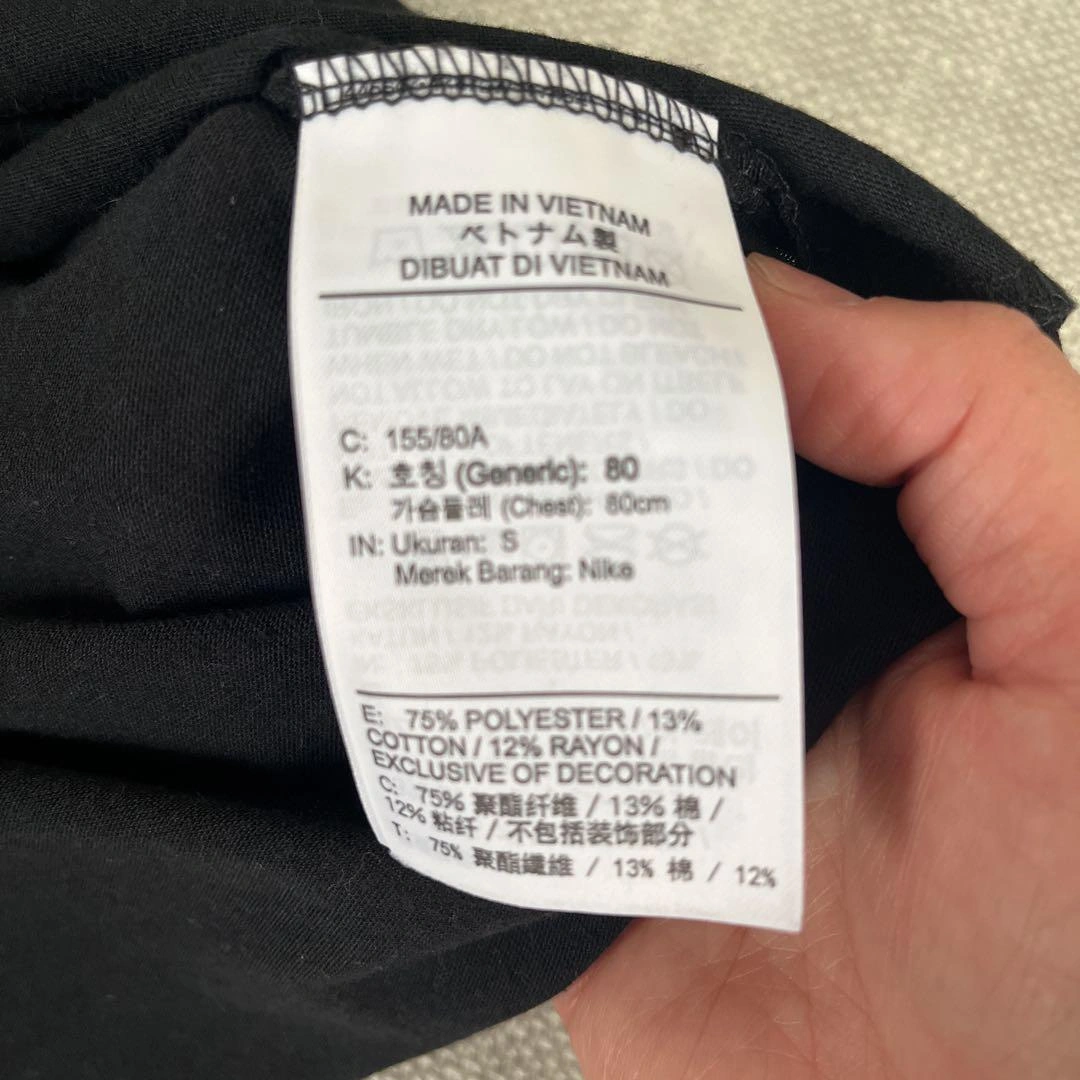 MADE IN VIETNAM
ベトナム製
DIBUAT DI VIETNAM
C: 155/80A
K: 호칭 (Generic): 80
가슴둘레 (Chest): 80cm
IN: Ukuran: S
Merek Barang: Nike
E: 75% POLYESTER / 13%
COTTON / 12% RAYON /
EXCLUSIVE OF DECORATION
C: 75% 聚酯纤维 / 13% 棉 /
12% 粘纤 / 不包括装饰部分
T: 75% 聚酯纖維 / 13% 棉 / 12%